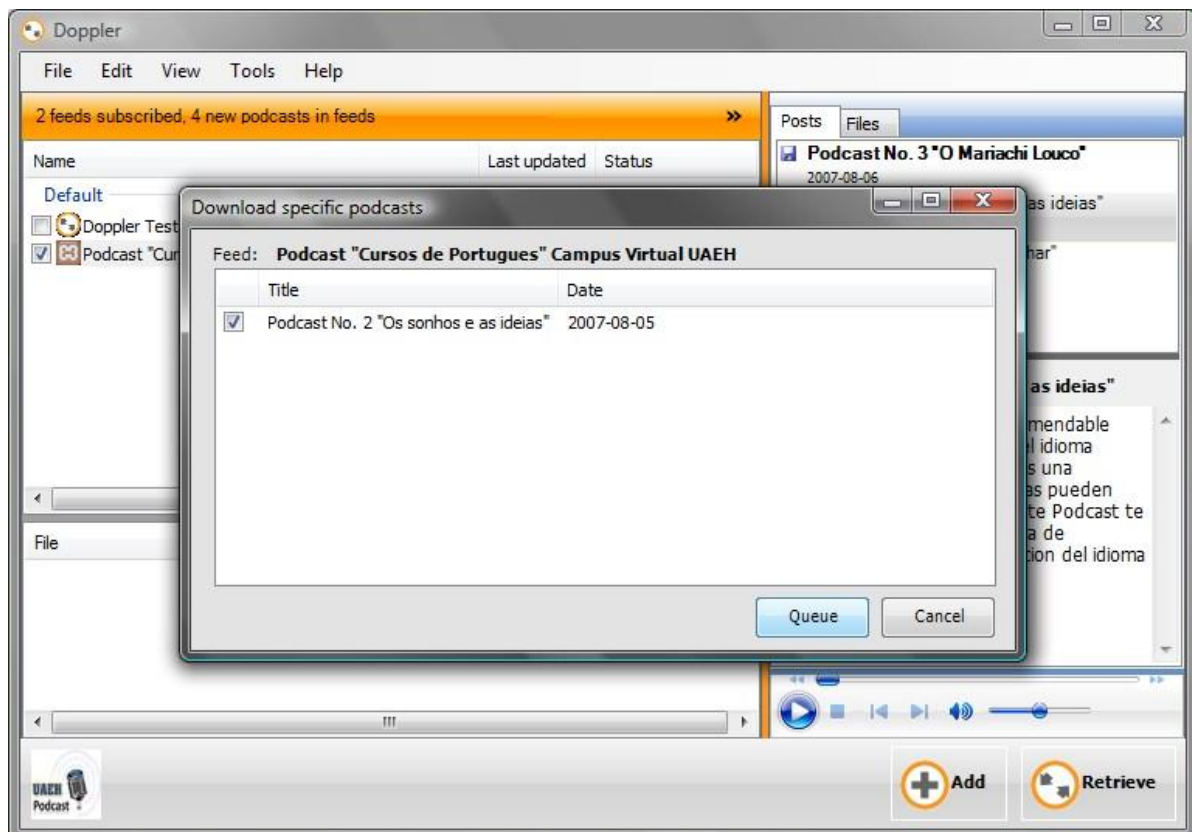 Doppler
File Edit View Tools Help
2 feeds subscribed, 4 new podcasts in feeds »
Name Last updated Status
Default
Doppler Test
Podcast "Cur
File
Posts Files
Podcast No. 3 "O Mariachi Louco"
2007-08-06
as ideias"
har"
as ideias"
mendable
l idioma
s una
as pueden
te Podcast te
a de
ion del idioma
Download specific podcasts
Feed: Podcast "Cursos de Portugues" Campus Virtual UAEH
Title Date
Podcast No. 2 "Os sonhos e as ideias" 2007-08-05
Queue Cancel
UAEH
Podcast
Add Retrieve